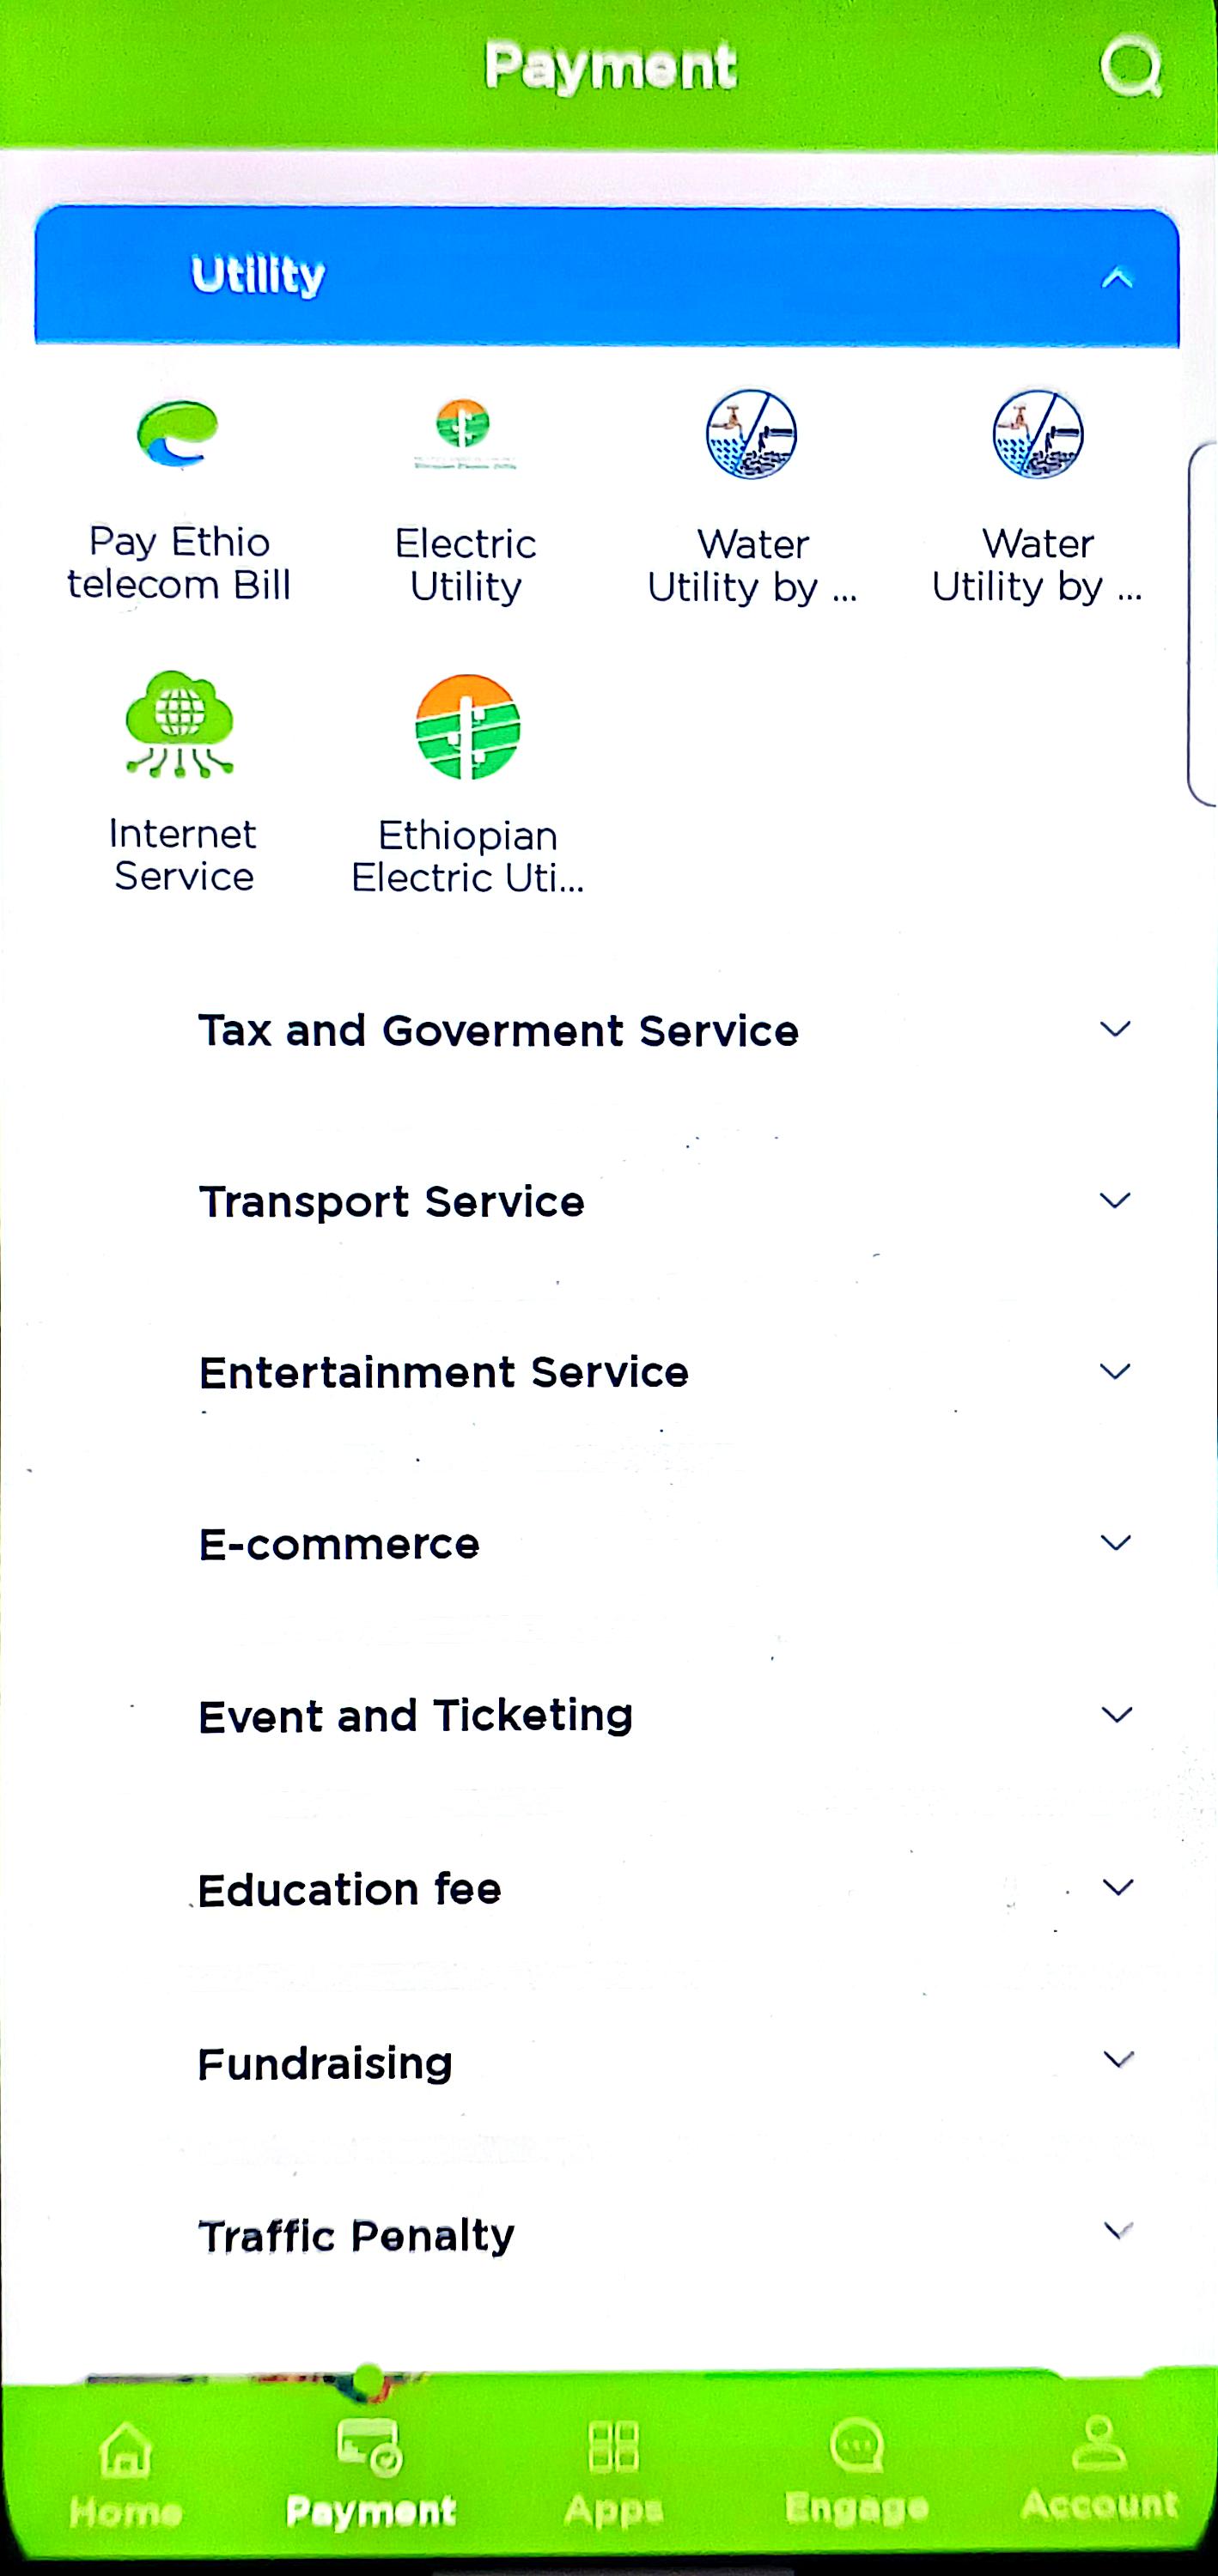 Payment
Utility
Pay Ethio
telecom Bill
Electric
Utility
Water
Utility by ...
Water
Utility by ...
Internet
Service
Ethiopian
Electric Uti...
Tax and Goverment Service
Transport Service
Entertainment Service
E-commerce
Event and Ticketing
Education fee
Fundraising
Traffic Penalty
Home
Payment
Apps
Engage
Account